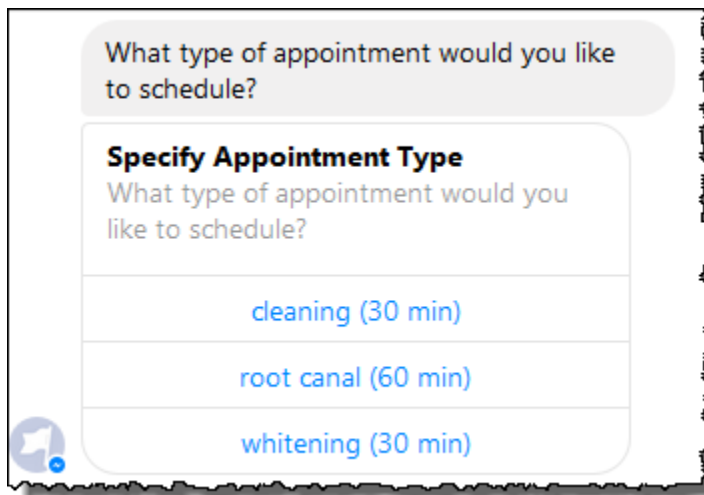 What type of appointment would you like
to schedule?
Specify Appointment Type
What type of appointment would you
like to schedule?
cleaning (30 min)
root canal (60 min)
whitening (30 min)